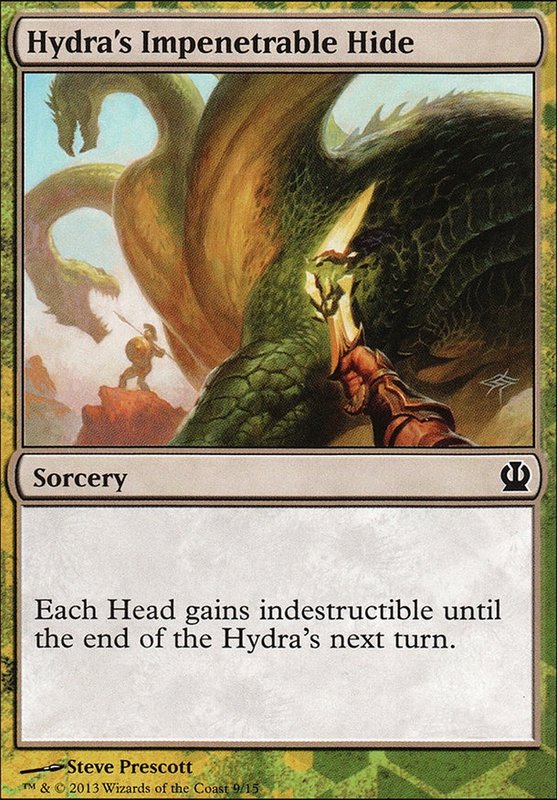 Hydra's Impenetrable Hide
Sorcery
Each Head gains indestructible until
the end of the Hydra's next turn.
Steve Prescott
™ & © 2013 Wizards of the Coast 9/15